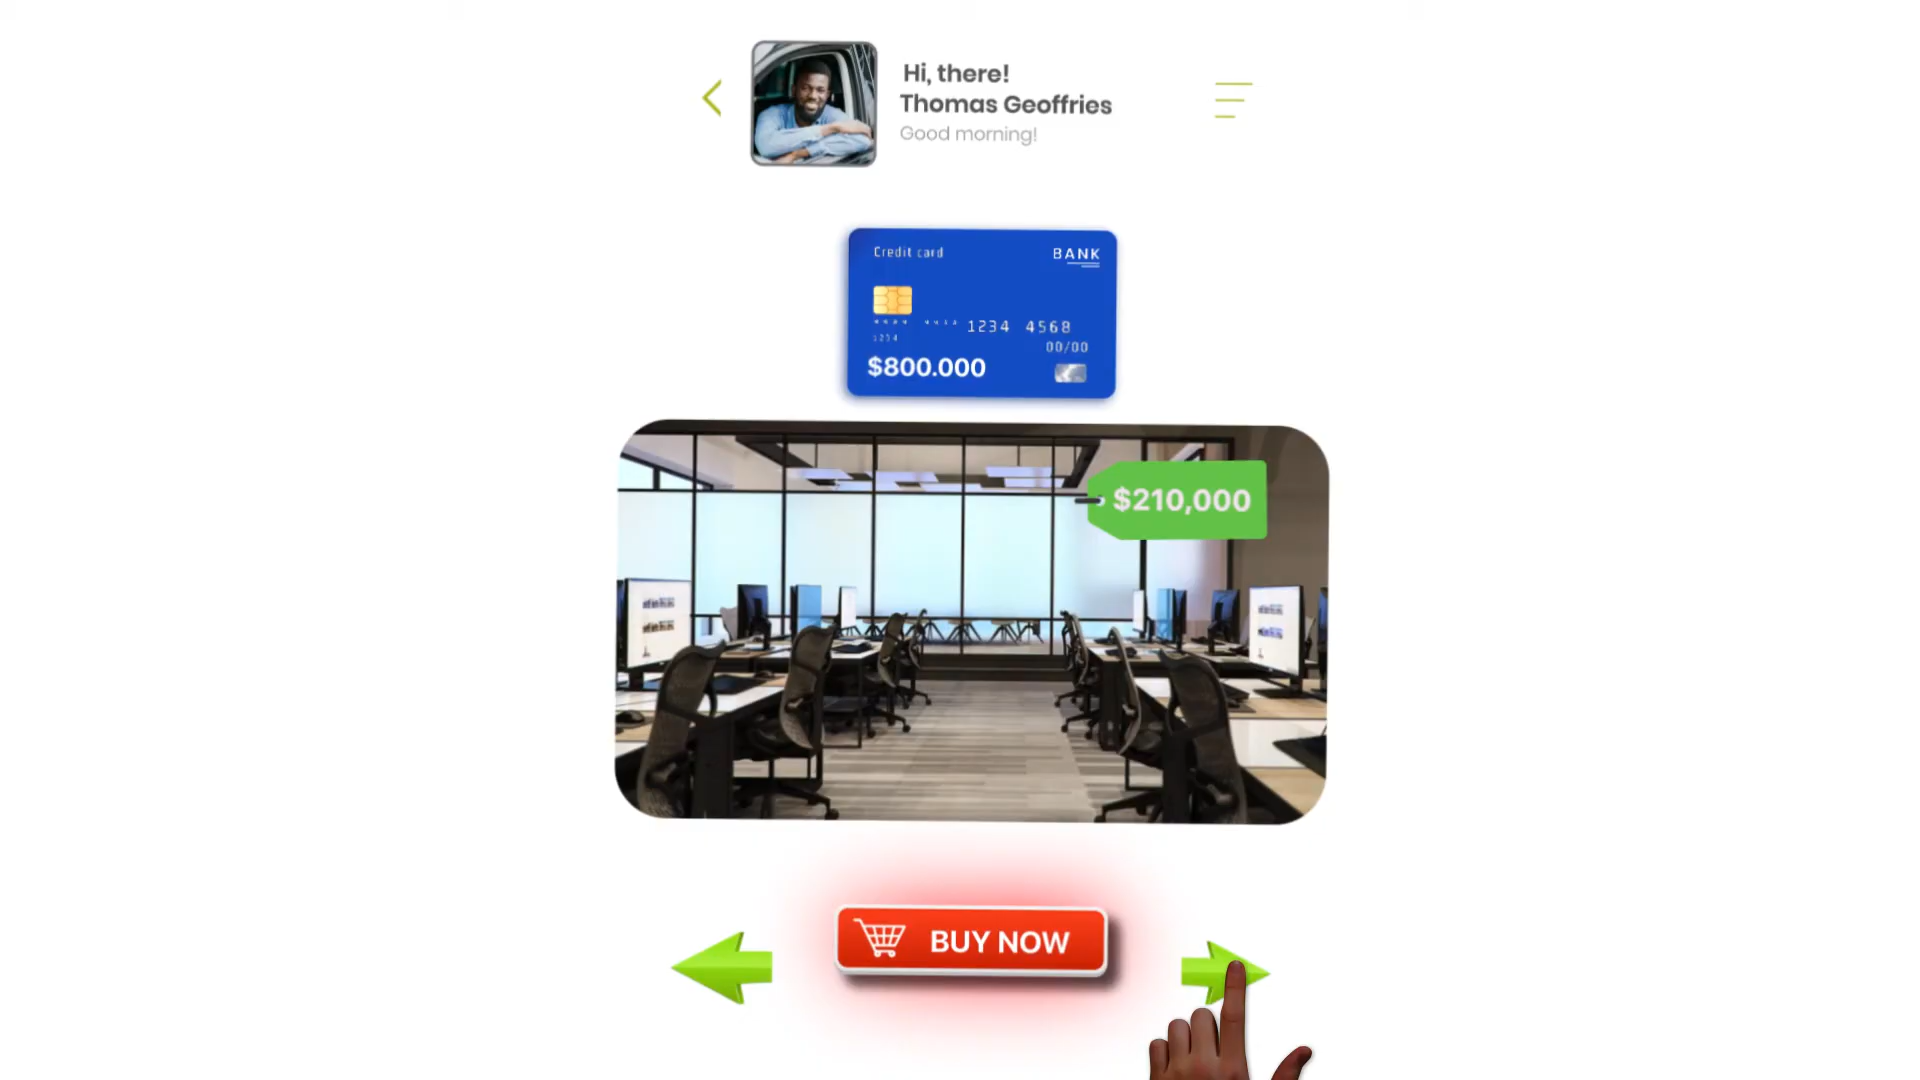 Hi, there!
Thomas Geoffries
Good morning!
Credit card
BANK
1234 4568
1234
00/00
$800.000
$210,000
BUY NOW